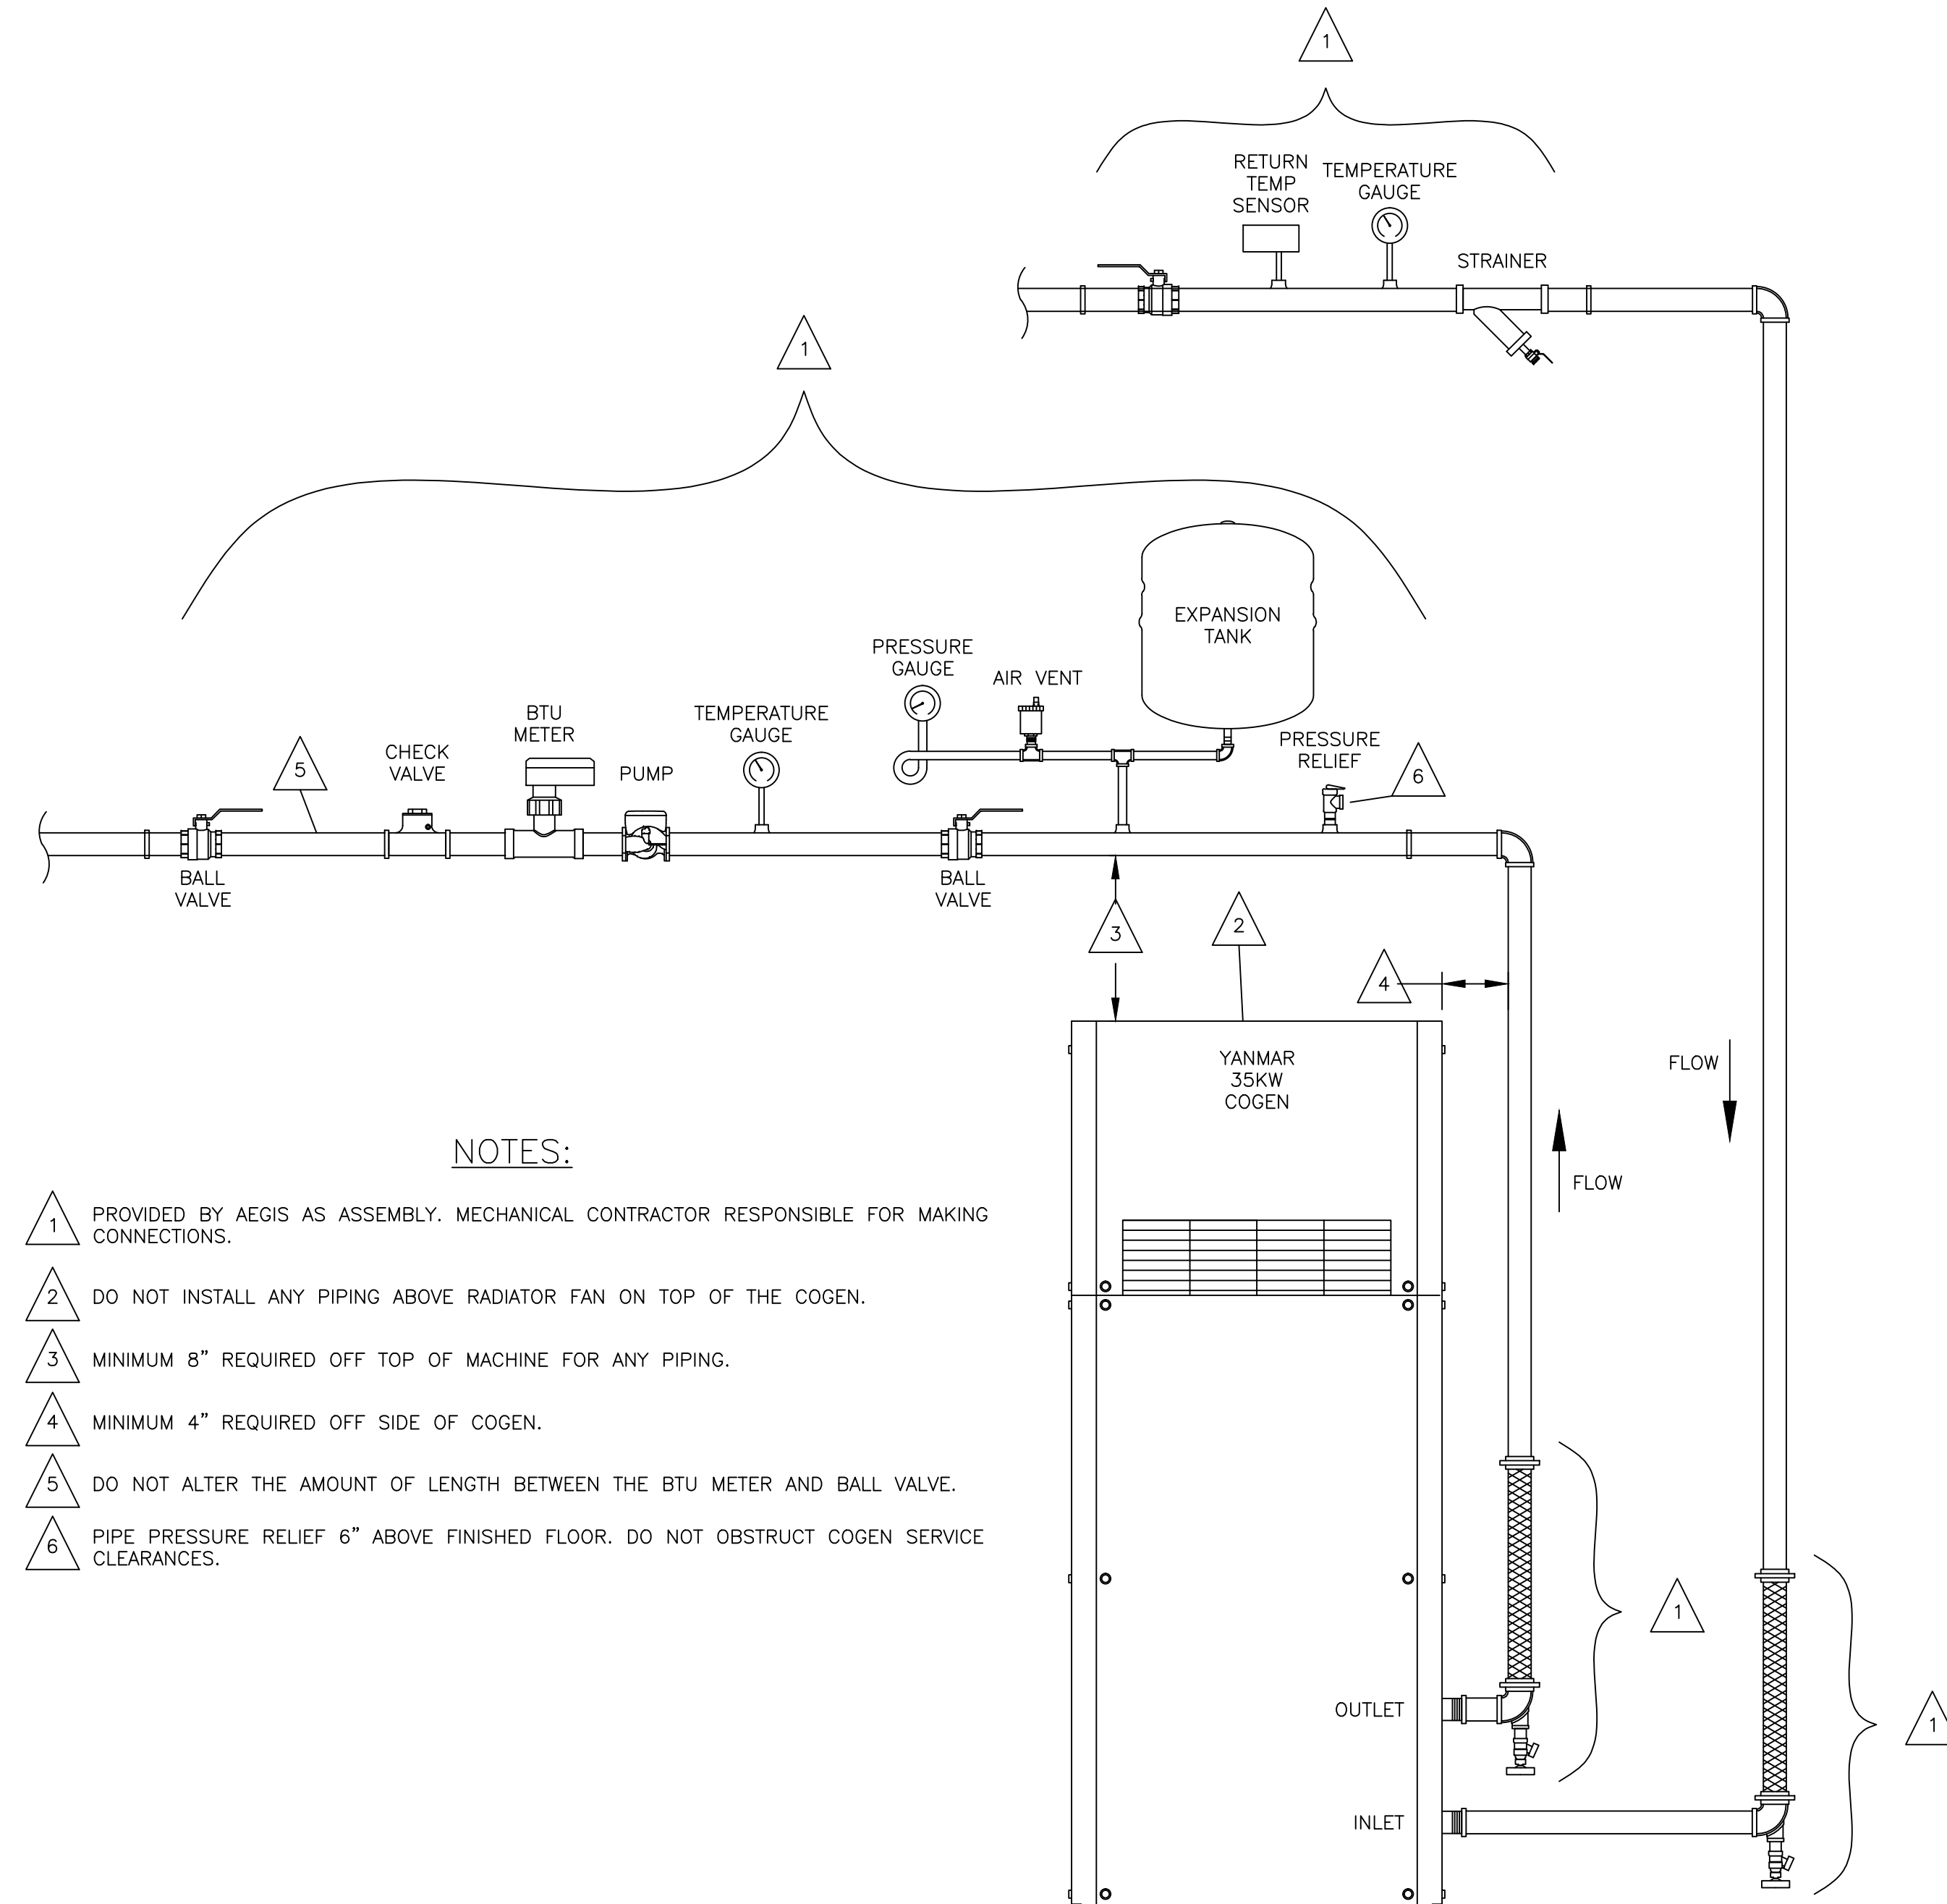 1
RETURN
TEMP
SENSOR
TEMPERATURE
GAUGE
STRAINER
1
EXPANSION
TANK
PRESSURE
GAUGE
AIR VENT
BTU
METER
TEMPERATURE
GAUGE
PRESSURE
RELIEF
5
CHECK
VALVE
PUMP
6
BALL
VALVE
BALL
VALVE
3
2
4
YANMAR
35KW
COGEN
FLOW
FLOW
NOTES:
1 PROVIDED BY AEGIS AS ASSEMBLY. MECHANICAL CONTRACTOR RESPONSIBLE FOR MAKING
CONNECTIONS.
2 DO NOT INSTALL ANY PIPING ABOVE RADIATOR FAN ON TOP OF THE COGEN.
3 MINIMUM 8" REQUIRED OFF TOP OF MACHINE FOR ANY PIPING.
4 MINIMUM 4" REQUIRED OFF SIDE OF COGEN.
5 DO NOT ALTER THE AMOUNT OF LENGTH BETWEEN THE BTU METER AND BALL VALVE.
6 PIPE PRESSURE RELIEF 6" ABOVE FINISHED FLOOR. DO NOT OBSTRUCT COGEN SERVICE
CLEARANCES.
1
OUTLET
1
INLET